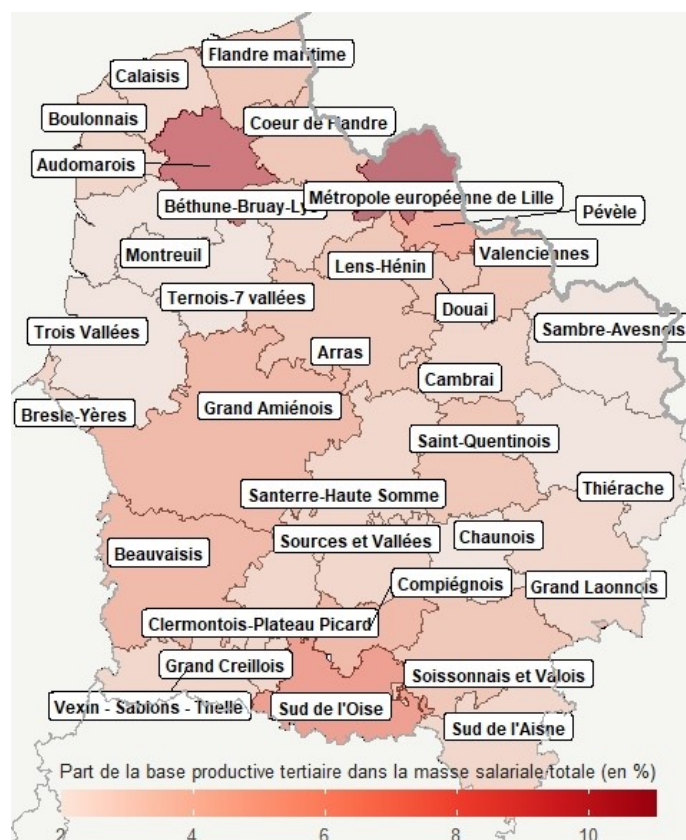 Flandre maritime
Calaisis
Boulonnais
Coeur de Flandre
Audomarois
Métropole européenne de Lille
Béthune-Bruay-Lys
Pévèle
Montreuil
Lens-Hénin
Valenciennes
Ternois-7 vallées
Douai
Trois Vallées
Sambre-Avesnois
Arras
Cambrai
Bresle-Yères
Grand Amiénois
Saint-Quentinois
Santerre-Haute Somme
Thiérache
Beauvaisis
Sources et Vallées
Chaunois
Compiégnois
Grand Laonnois
Clermontois-Plateau Picard
Grand Creillois
Soissonnais et Valois
Vexin - Sablons - Thelle
Sud de l'Oise
Sud de l'Aisne
Part de la base productive tertiaire dans la masse salariale totale (en %)
2 4 6 8 10